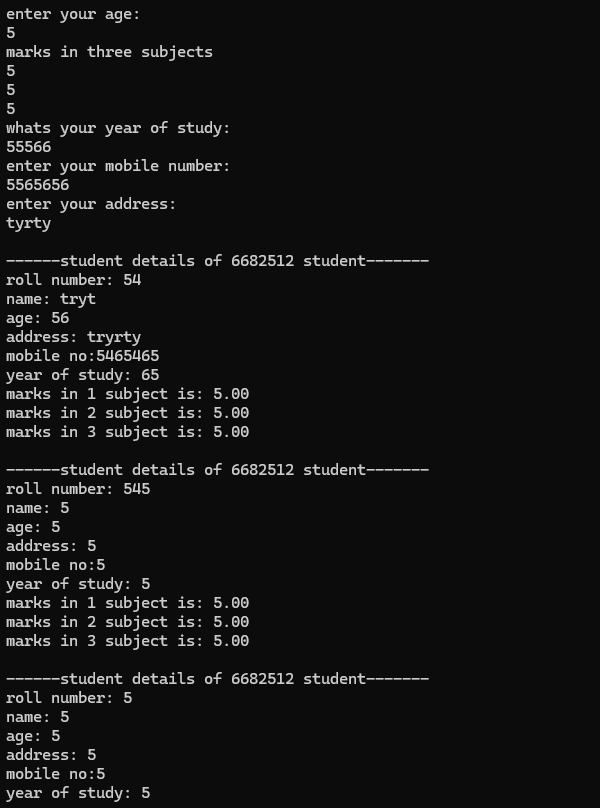 enter your age:
5
marks in three subjects
5
5
5
whats your year of study:
55566
enter your mobile number:
5565656
enter your address:
tyrty
------student details of 6682512 student-------
roll number: 54
name: tryt
age: 56
address: tryrty
mobile no:5465465
year of study: 65
marks in 1 subject is: 5.00
marks in 2 subject is: 5.00
marks in 3 subject is: 5.00
------student details of 6682512 student-------
roll number: 545
name: 5
age: 5
address: 5
mobile no:5
year of study: 5
marks in 1 subject is: 5.00
marks in 2 subject is: 5.00
marks in 3 subject is: 5.00
------student details of 6682512 student-------
roll number: 5
name: 5
age: 5
address: 5
mobile no:5
year of study: 5